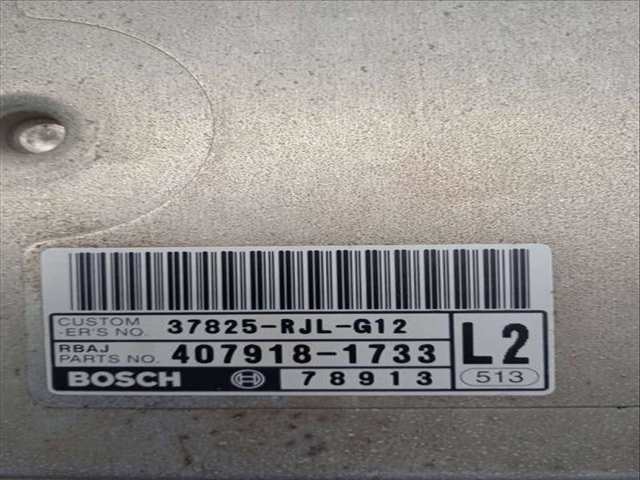 CUSTOM
-ER'S NO. 37825-RJL-G12
RBAJ
PARTS NO. 407918-1733
BOSCH 78913
L2
513